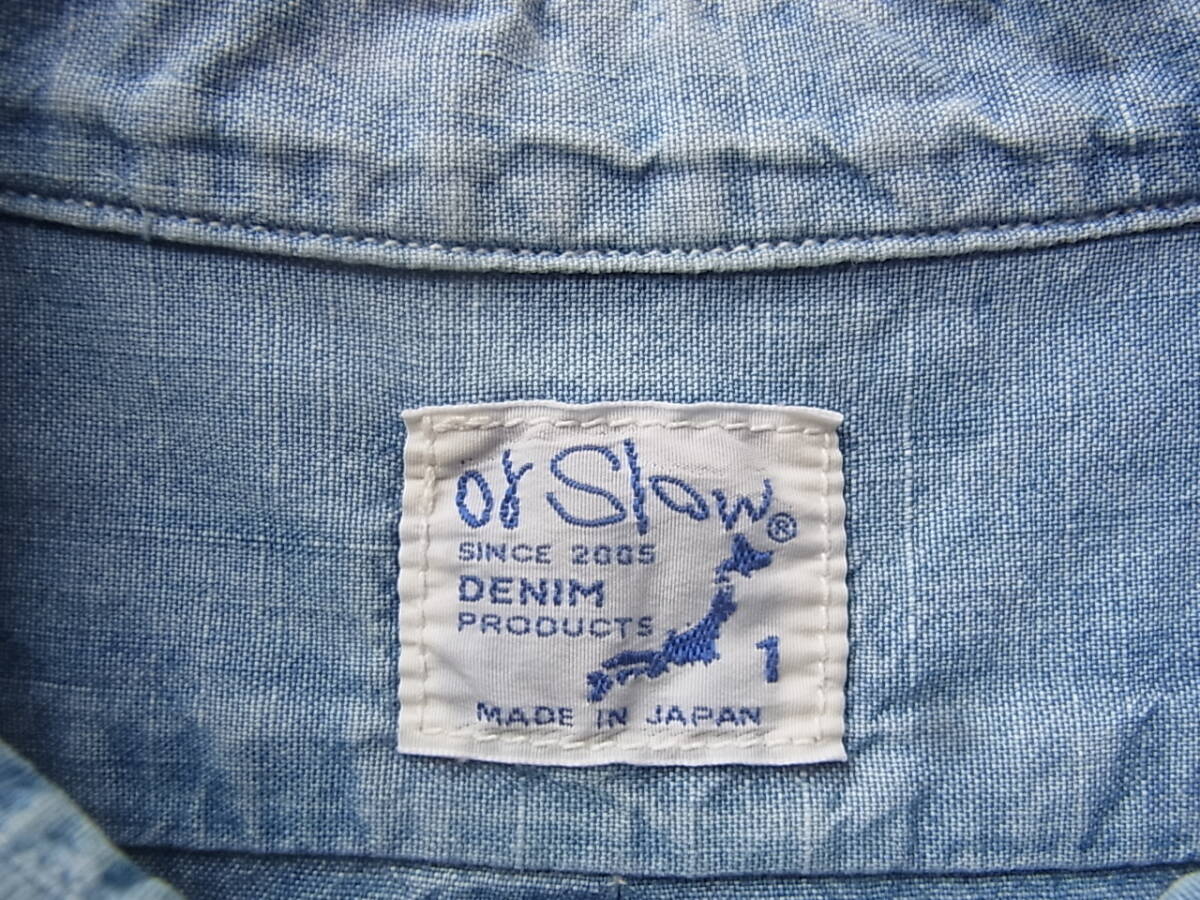 or Slow®
SINCE 2005
DENIM
PRODUCTS
1
MADE IN JAPAN